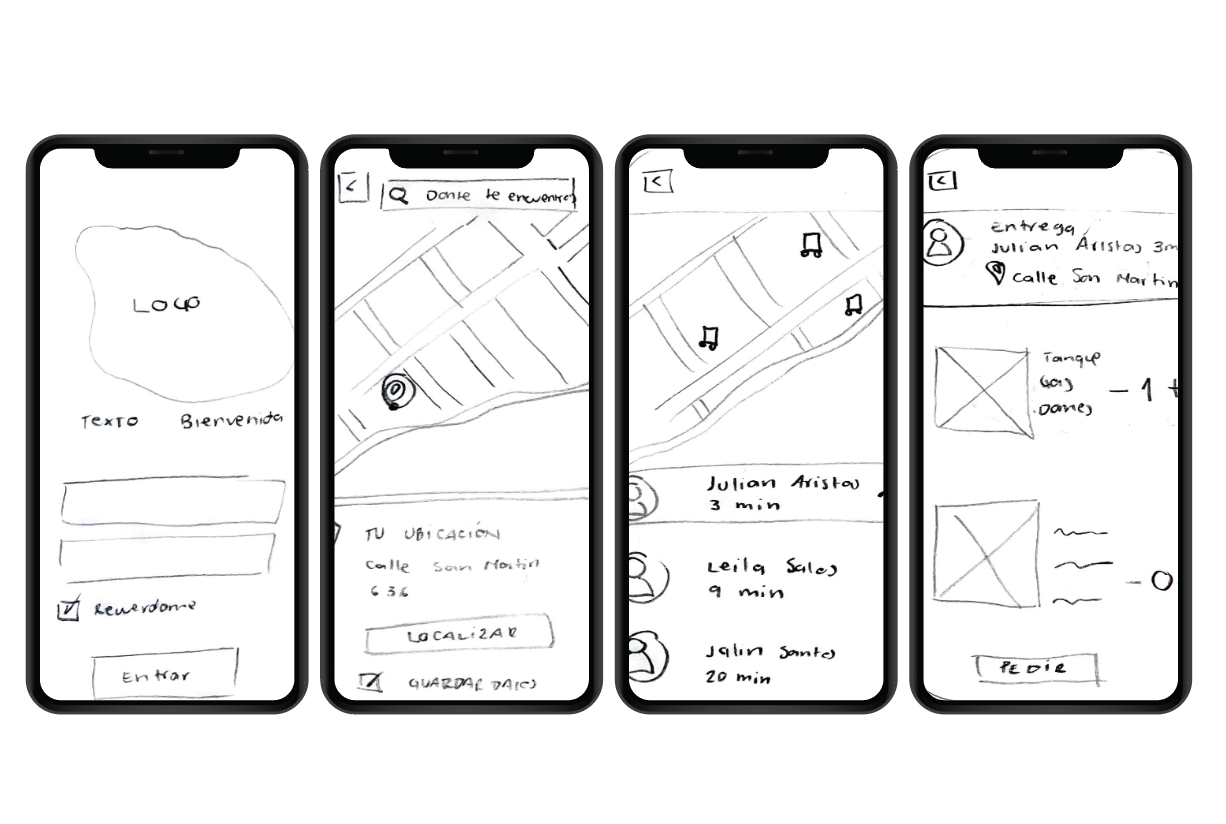 LOGO
Texto Bienvenida
Recuerdame
Entrar
<
Donde te encuentras
TU UBICACIÓN
Calle San Martin
636
LOCALIZAR
GUARDAR DATOS
<
Julian Aristas
3 min
Leila Salas
9 min
Jalin Santos
20 min
<
Entrega
Julian Aristas 3m
Calle San Martin
Tanque
Gas
- 1 +
- 0
PEDIR